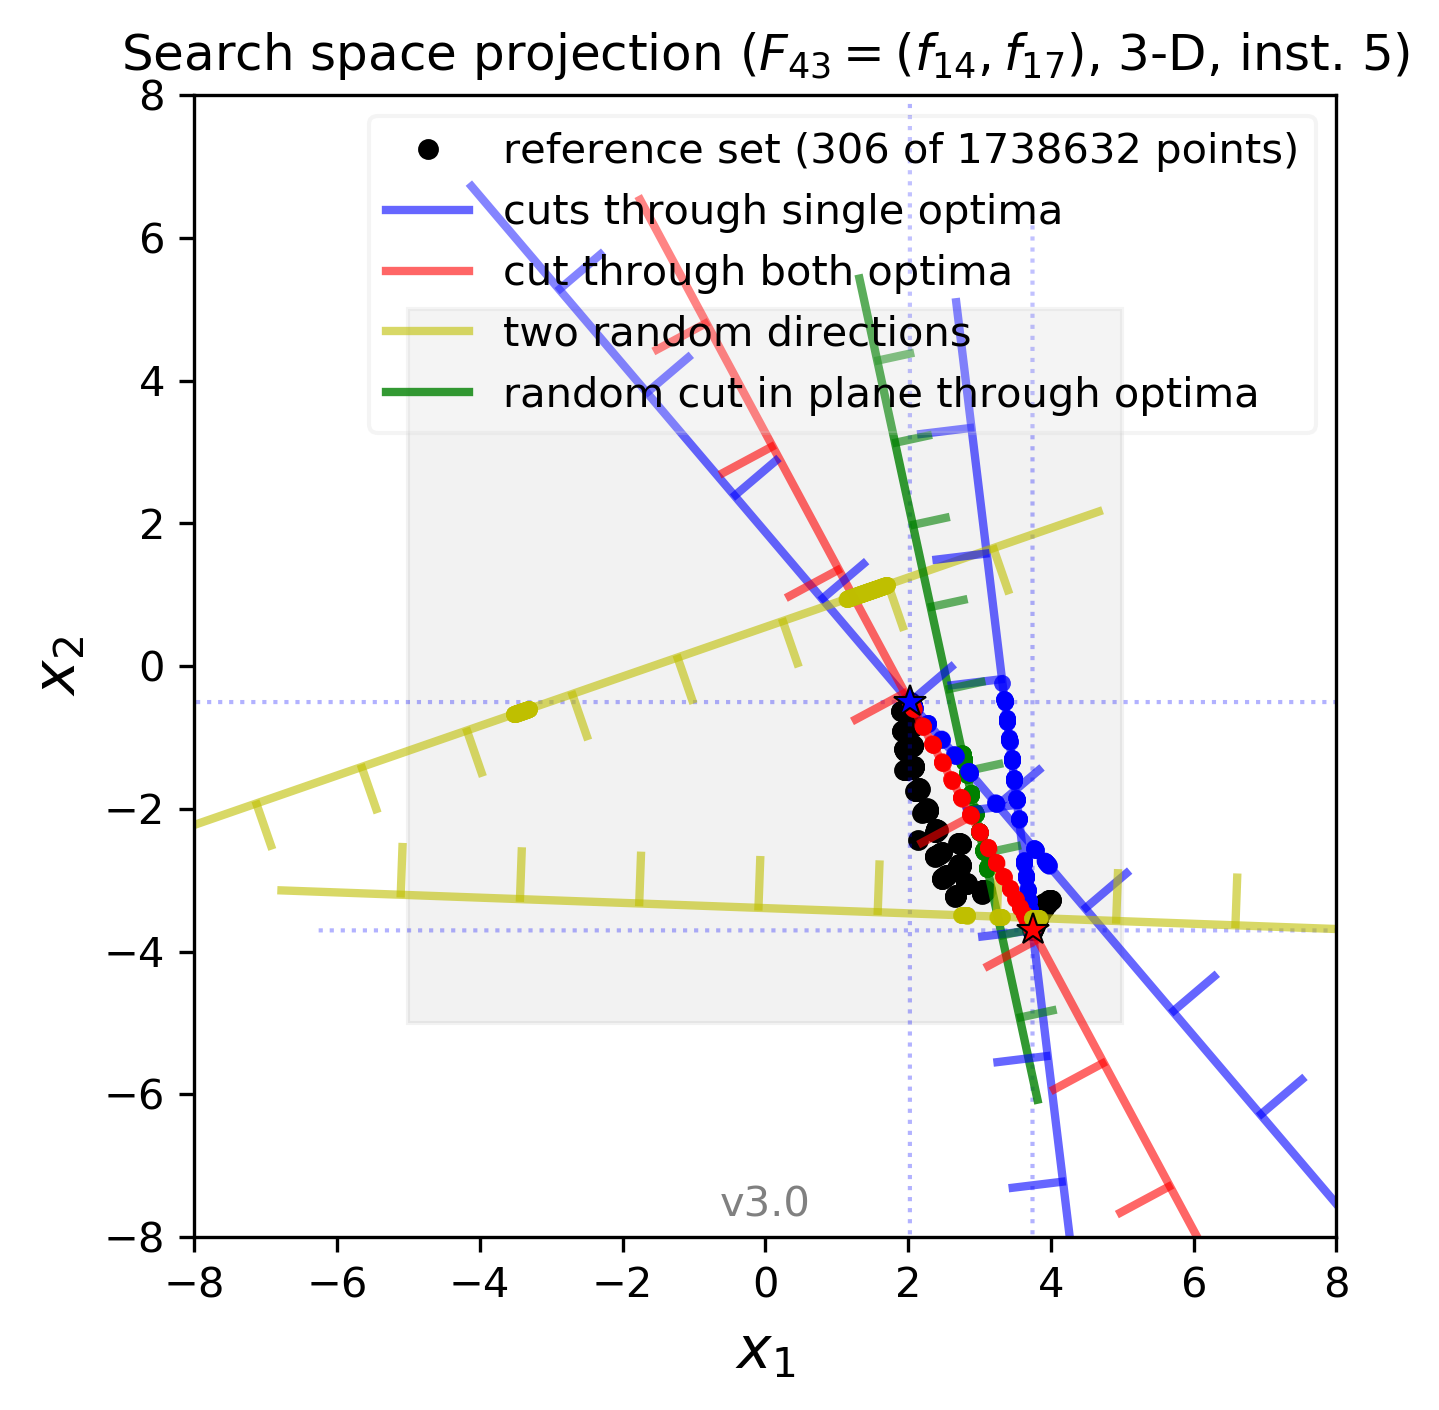 Search space projection (F43 = (f14, f17), 3-D, inst. 5)
reference set (306 of 1738632 points)
cuts through single optima
cut through both optima
two random directions
random cut in plane through optima
8
6
4
2
0
−2
−4
−6
−8
x2
v3.0
−8 −6 −4 −2 0 2 4 6 8
x1